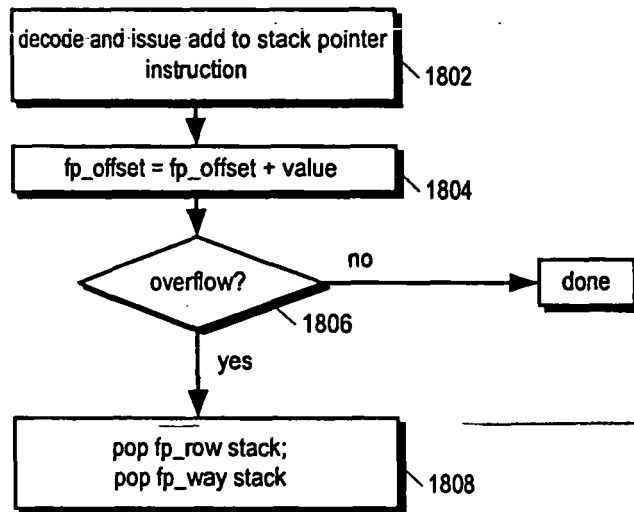 decode and issue add to stack pointer
instruction
1802
fp_offset = fp_offset + value
1804
overflow?
no
done
1806
yes
pop fp_row stack;
pop fp_way stack
1808